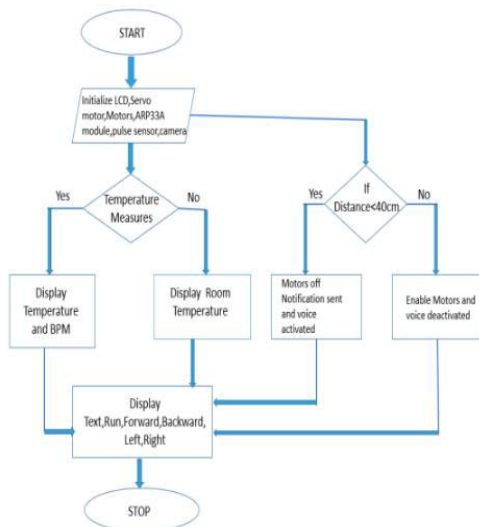 START
Initialize LCD,Servo
motor,Motors,ARP33A
module,pulse sensor,camera
Yes
Temperature
Measures
No
Yes
If
Distance<40cm
No
Display
Temperature
and BPM
Display Room
Temperature
Motors off
Notification sent
and voice
activated
Enable Motors and
voice deactivated
Display
Text,Run,Forward,Backward,
Left,Right
STOP